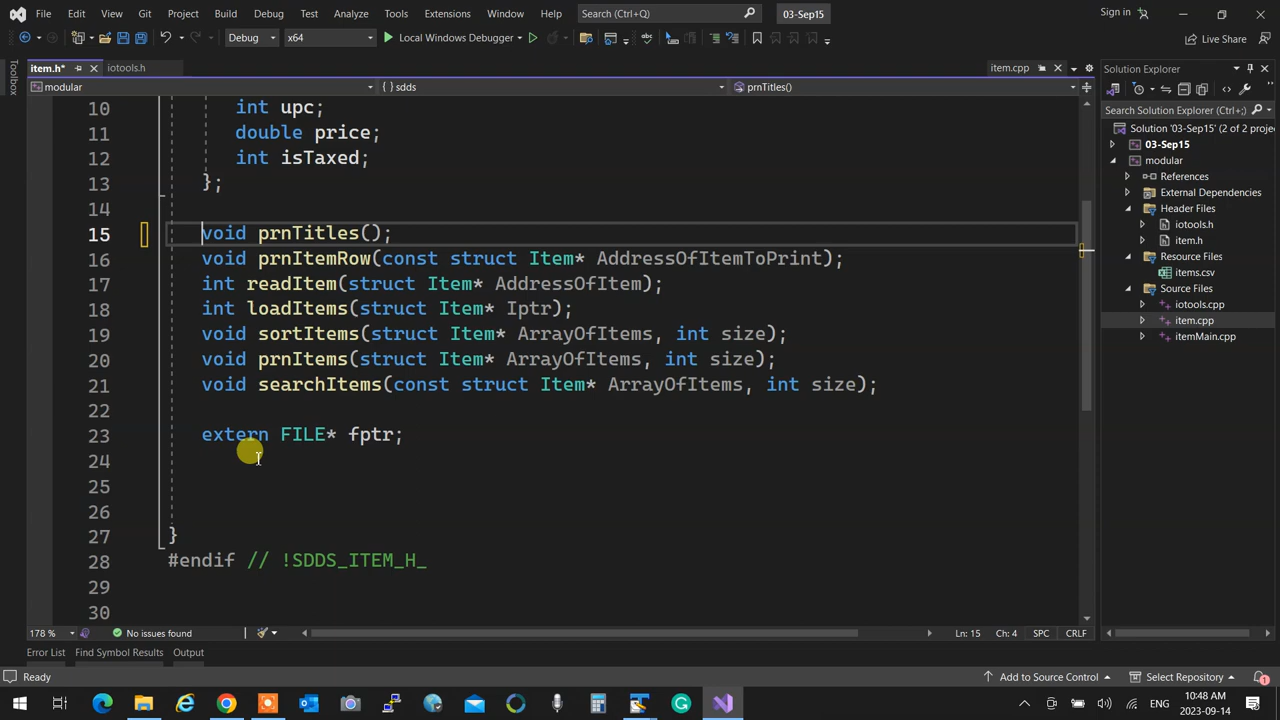 File Edit View Git Project Build Debug Test Analyze Tools Extensions Window Help Search (Ctrl+Q) 03-Sep15 Sign in
Debug x64 Local Windows Debugger Live Share
Toolbox
item.h* iotools.h item.cpp
modular {} sdds prnTitles()
10 int upc;
11 double price;
12 int isTaxed;
13 };
14
15 void prnTitles();
16 void prnItemRow(const struct Item* AddressOfItemToPrint);
17 int readItem(struct Item* AddressOfItem);
18 int loadItems(struct Item* Iptr);
19 void sortItems(struct Item* ArrayOfItems, int size);
20 void prnItems(struct Item* ArrayOfItems, int size);
21 void searchItems(const struct Item* ArrayOfItems, int size);
22
23 extern FILE* fptr;
24
25
26
27 }
28 #endif // !SDDS_ITEM_H_
29
30
178 % No issues found Ln: 15 Ch: 4 SPC CRLF
Solution Explorer
Search Solution Explorer (Ctrl+;)
Solution '03-Sep15' (2 of 2 proje
03-Sep15
modular
References
External Dependencies
Header Files
iotools.h
item.h
Resource Files
items.csv
Source Files
iotools.cpp
item.cpp
itemMain.cpp
Error List Find Symbol Results Output
Ready Add to Source Control Select Repository 1
ENG 10:48 AM
2023-09-14